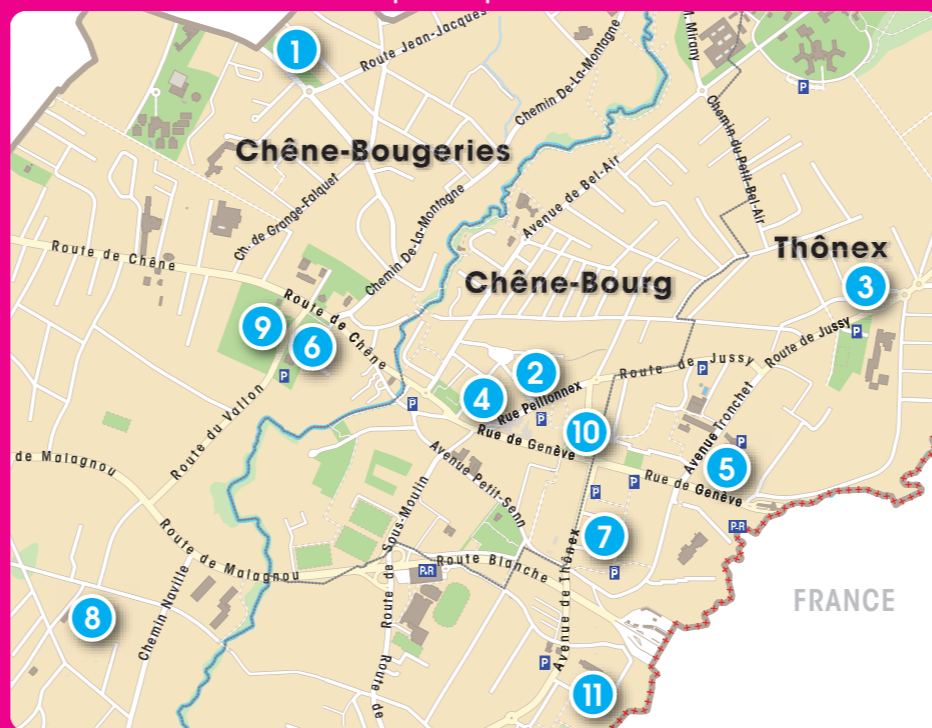 1
Route Jean-Jacques
M. Mirany
P
Chemin De-La-Montagne
Chêne-Bougeries
Chemin du Petit-Bel-Air
Ch. de Grange-Falquet
Avenue de Bel-Air
Chemin De-La-Montagne
Route de Chêne
Thônex
Chêne-Bourg
3
Route de Chêne
9
6
Route de Jussy
P
2
Route de Jussy
P
P
4
Rue Peillonnex
P
P
10
Rue de Genève
Avenue Tronchet
P
5
Route du Vallon
de Malagnou
Avenue Petit-Senn
Rue de Genève
P
P
Route de Sous-Moulin
P+R
7
Route de Malagnou
Route Blanche
P+R
P
Avenue de Thônex
FRANCE
8
Chemin Naville
Route de
P
11